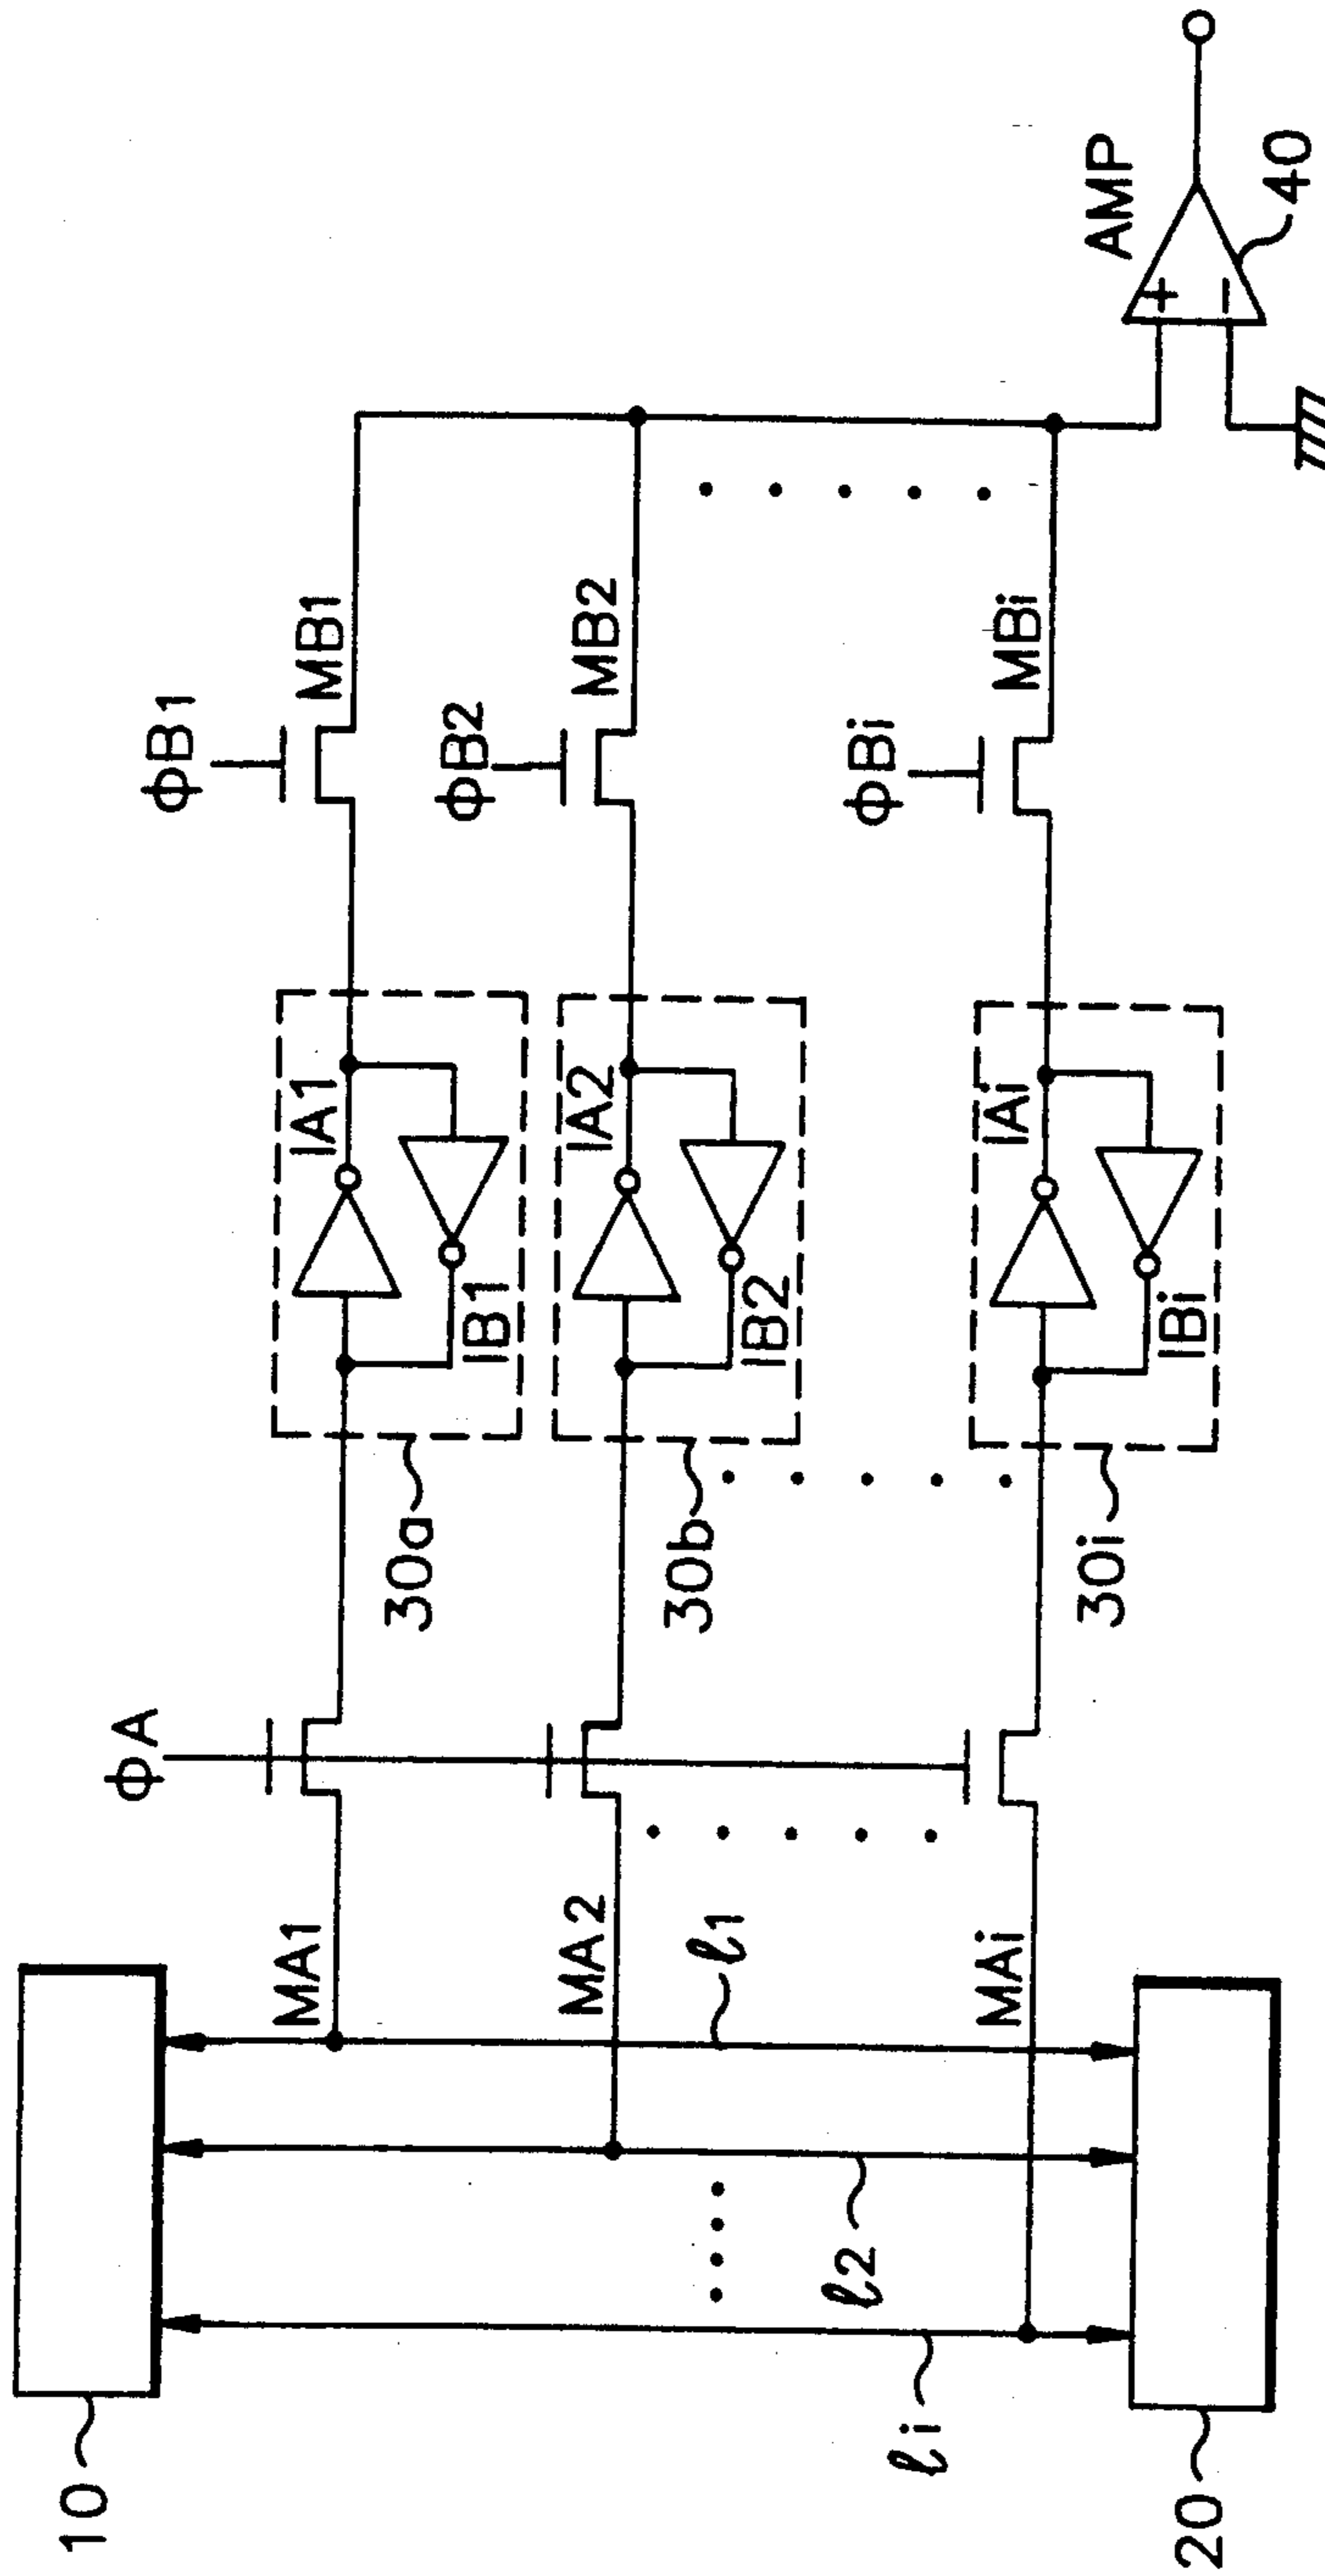 10
20
ℓi
ℓ2
ℓ1
MA1
MA2
MAi
ϕA
30a
30b
30i
IA1
IB1
IA2
IB2
IAi
IBi
ϕB1
MB1
ϕB2
MB2
ϕBi
MBi
AMP
+
−
40